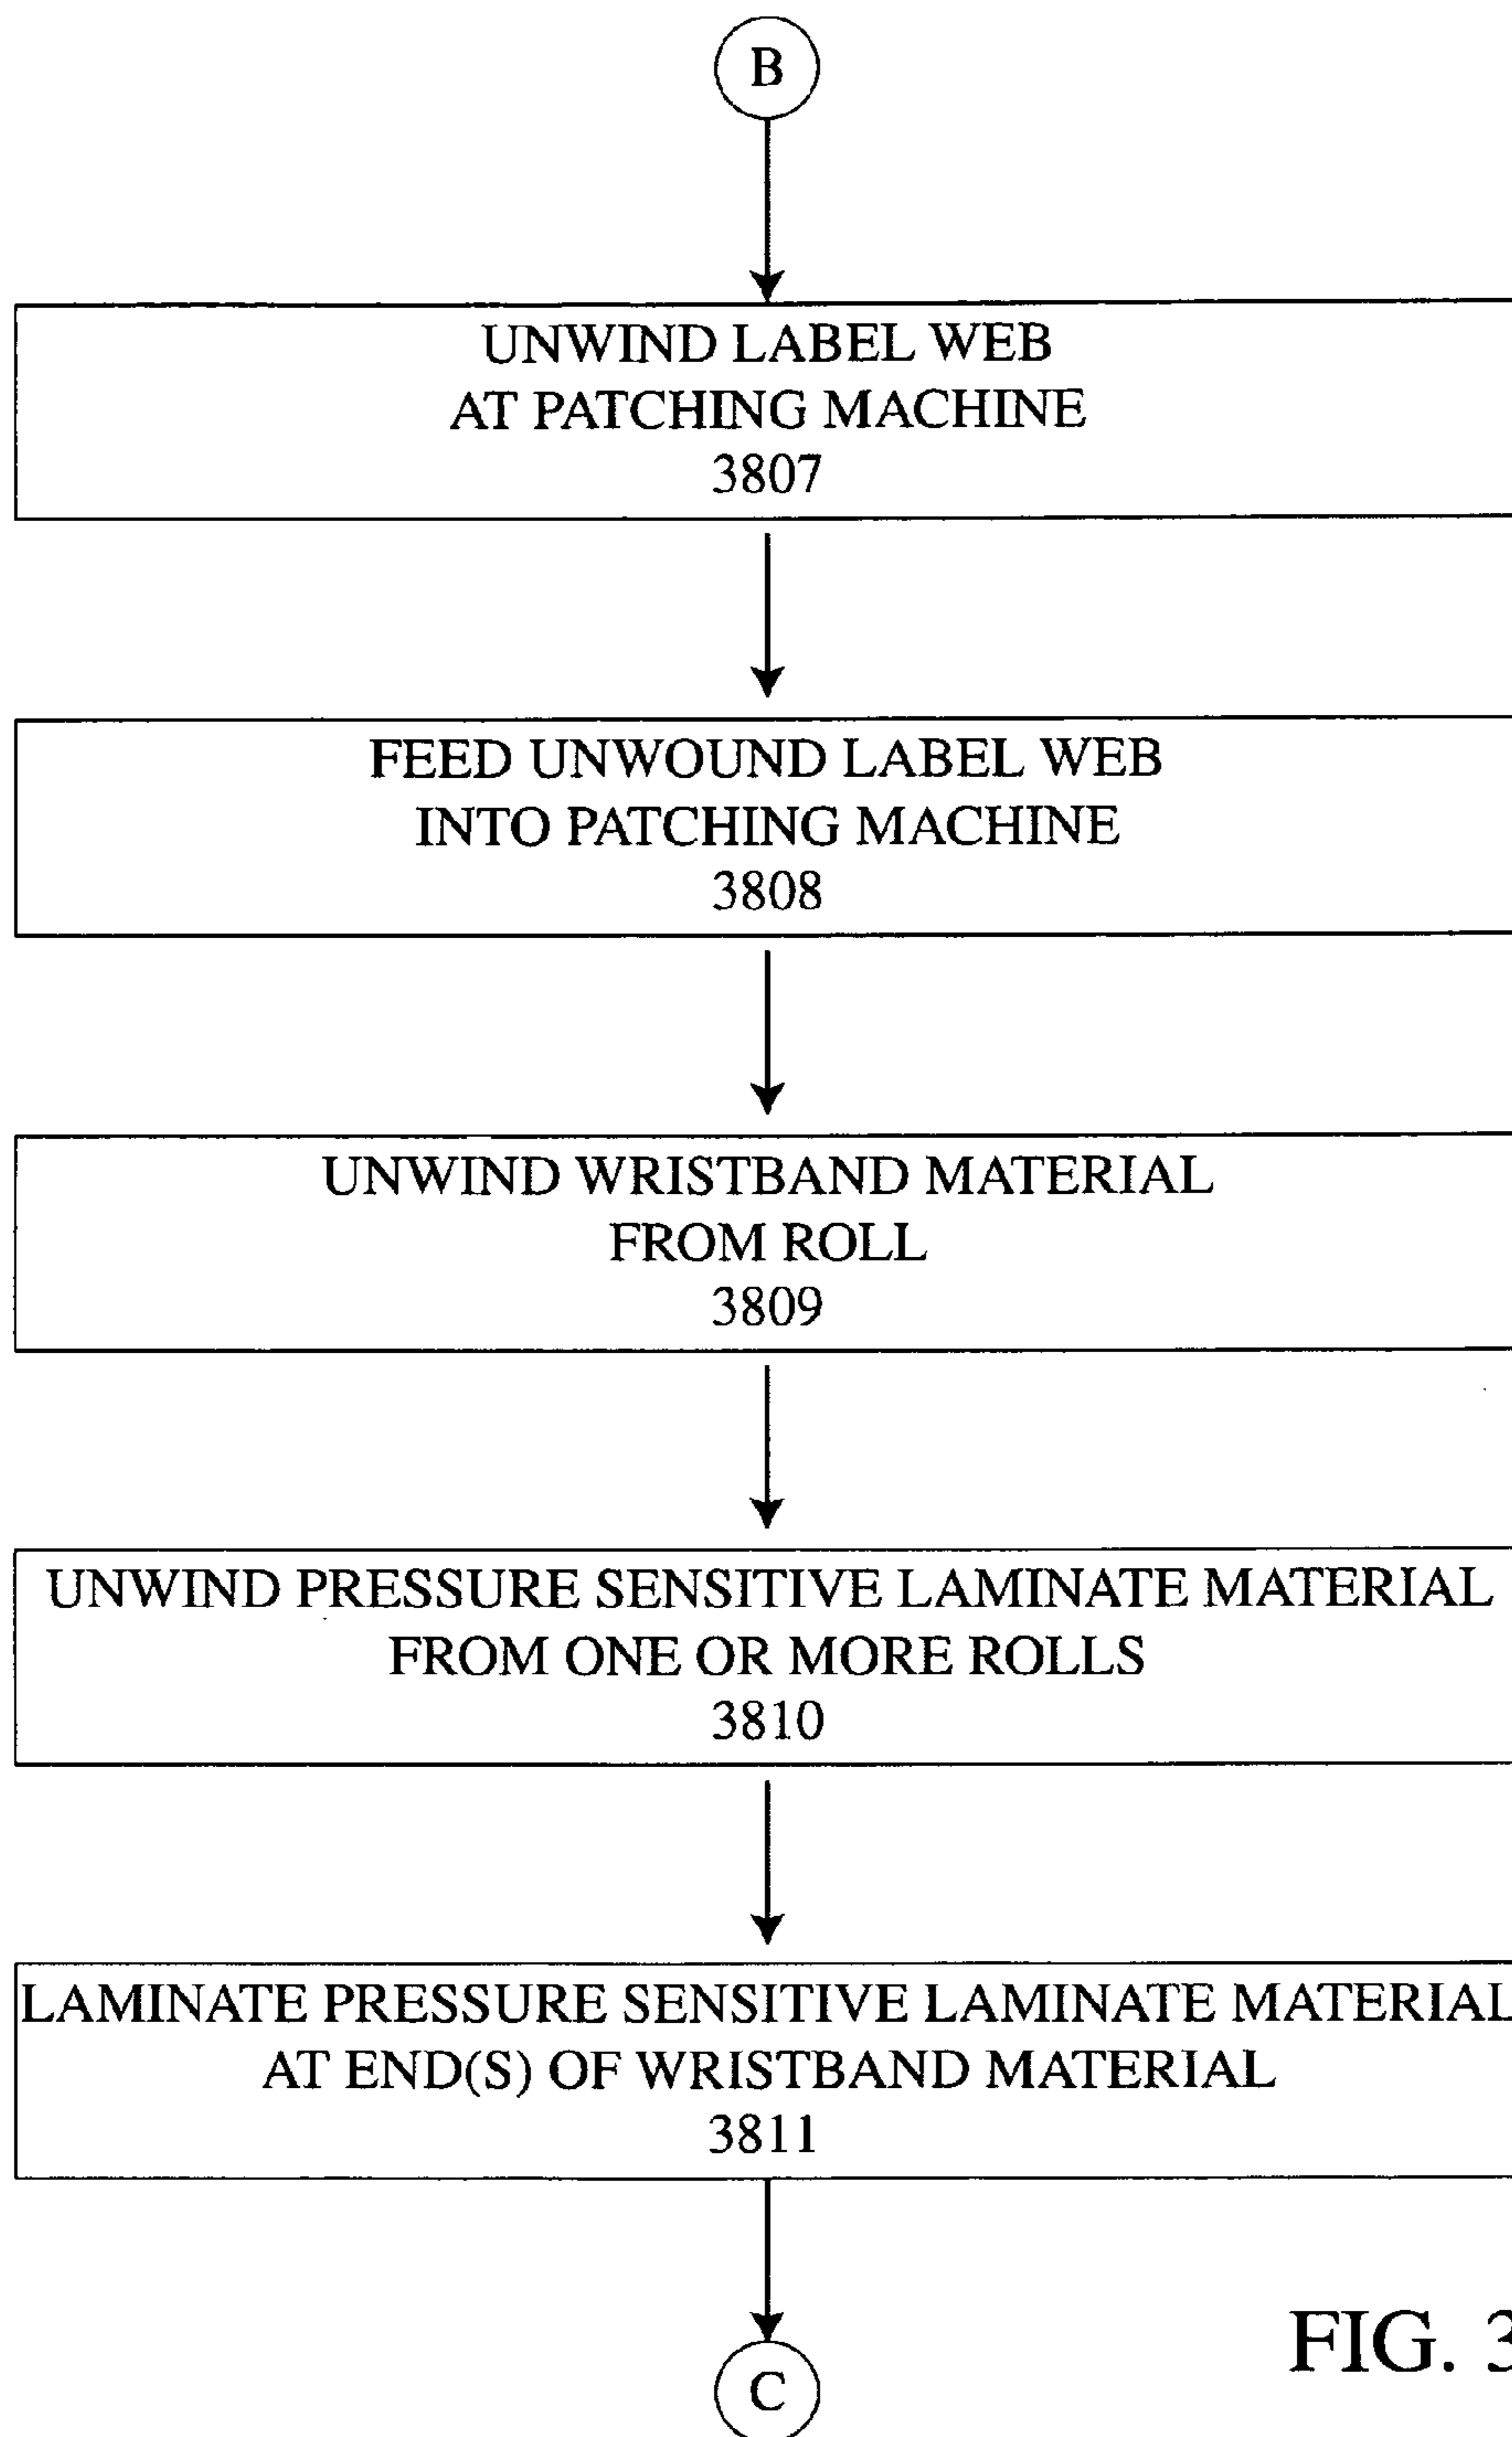 B
UNWIND LABEL WEB
AT PATCHING MACHINE
3807
FEED UNWOUND LABEL WEB
INTO PATCHING MACHINE
3808
UNWIND WRISTBAND MATERIAL
FROM ROLL
3809
UNWIND PRESSURE SENSITIVE LAMINATE MATERIAL
FROM ONE OR MORE ROLLS
3810
LAMINATE PRESSURE SENSITIVE LAMINATE MATERIAL
AT END(S) OF WRISTBAND MATERIAL
3811
FIG. 3
C